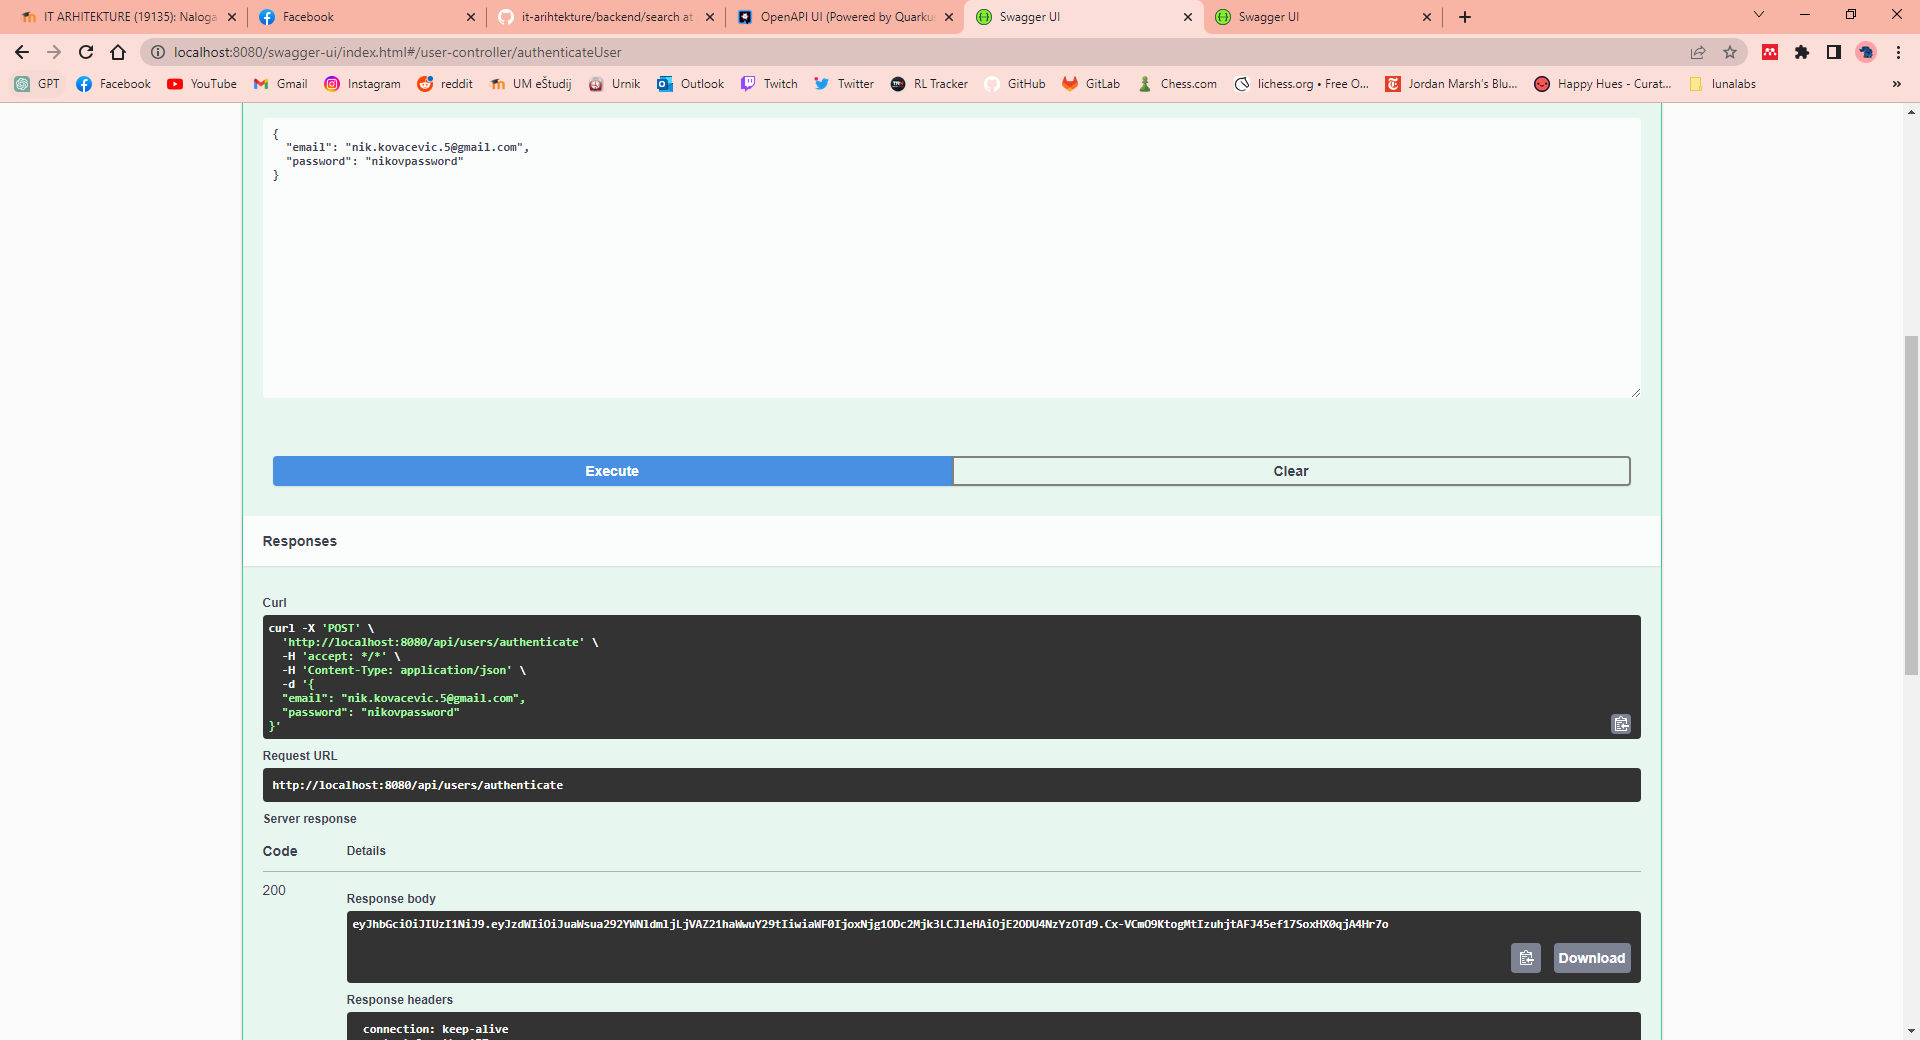 IT ARHITEKTURE (19135): Naloga
Facebook
it-arihtekture/backend/search at
OpenAPI UI (Powered by Quarkus
Swagger UI
Swagger UI
localhost:8080/swagger-ui/index.html#/user-controller/authenticateUser
GPT
Facebook
YouTube
Gmail
Instagram
reddit
UM eŠtudij
Urnik
Outlook
Twitch
Twitter
RL Tracker
GitHub
GitLab
Chess.com
lichess.org • Free O...
Jordan Marsh's Blu...
Happy Hues - Curat...
lunalabs
»
{
"email": "nik.kovacevic.5@gmail.com",
"password": "nikovpassword"
}
Execute
Clear
Responses
Curl
curl -X 'POST' \
'http://localhost:8080/api/users/authenticate' \
-H 'accept: */*' \
-H 'Content-Type: application/json' \
-d '{
"email": "nik.kovacevic.5@gmail.com",
"password": "nikovpassword"
}'
Request URL
http://localhost:8080/api/users/authenticate
Server response
Code Details
200
Response body
eyJhbGciOiJIUzI1NiJ9.eyJzdWIiOiJuaWsua292YWNldmljLjVAZ21haWwuY29tIiwiaWF0IjoxNjg1ODc2Mjk3LCJleHAiOjE2ODU4NzYzOTd9.Cx-VCmO9KtogMtIzuhjtAFJ45ef17SoxHX0qjA4Hr7o
Download
Response headers
connection: keep-alive